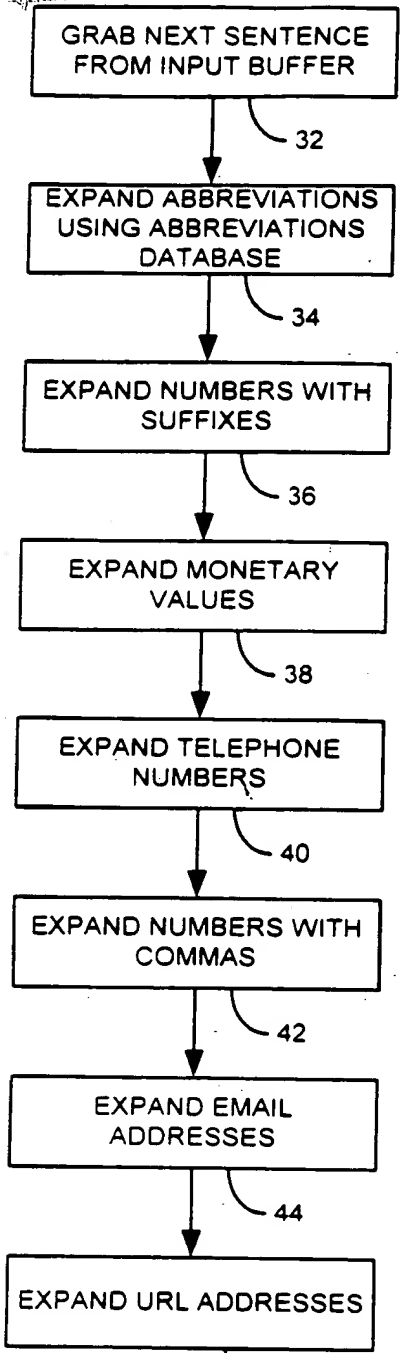 GRAB NEXT SENTENCE
FROM INPUT BUFFER
32
EXPAND ABBREVIATIONS
USING ABBREVIATIONS
DATABASE
34
EXPAND NUMBERS WITH
SUFFIXES
36
EXPAND MONETARY
VALUES
38
EXPAND TELEPHONE
NUMBERS
40
EXPAND NUMBERS WITH
COMMAS
42
EXPAND EMAIL
ADDRESSES
44
EXPAND URL ADDRESSES